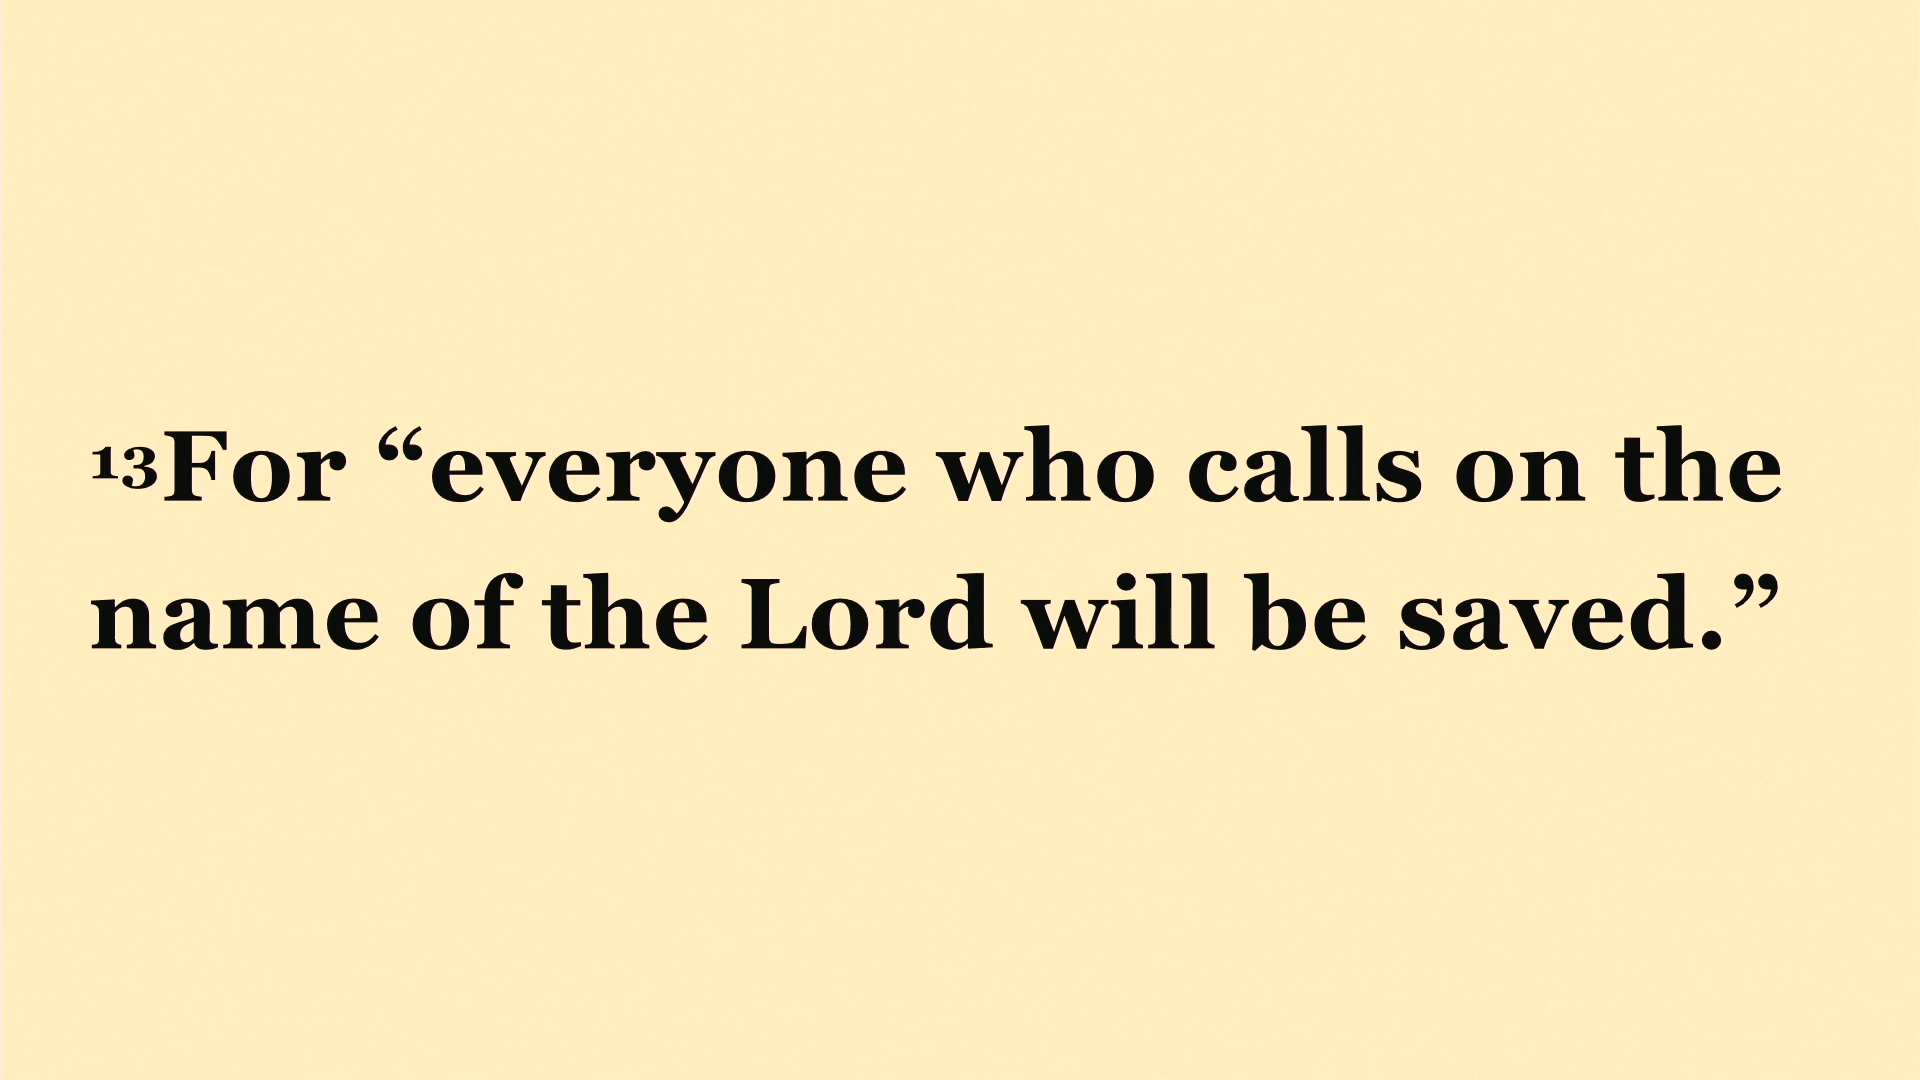 ¹³For “everyone who calls on the
name of the Lord will be saved.”